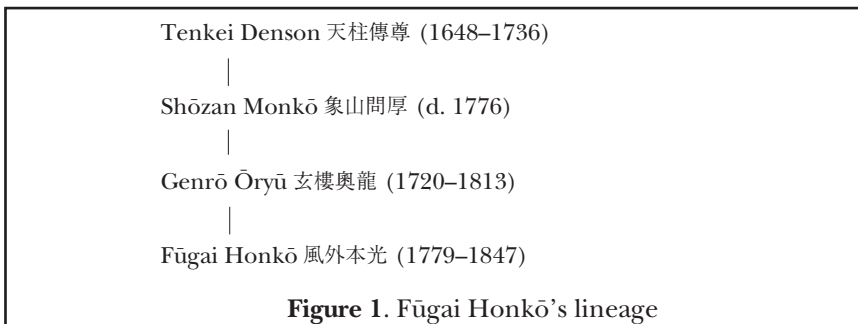 Tenkei Denson 天柱傳尊 (1648–1736)
Shōzan Monkō 象山問厚 (d. 1776)
Genrō Ōryū 玄樓奧龍 (1720–1813)
Fūgai Honkō 風外本光 (1779–1847)
Figure 1. Fūgai Honkō’s lineage